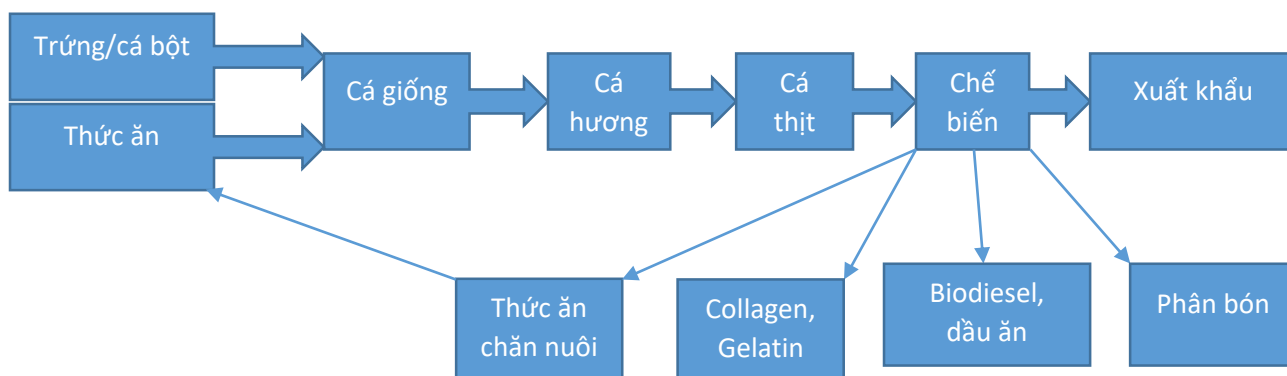 Trứng/cá bột
Thức ăn
Cá giống
Cá
hương
Cá
thịt
Chế
biến
Xuất khẩu
Thức ăn
chăn nuôi
Collagen,
Gelatin
Biodiesel,
dầu ăn
Phân bón